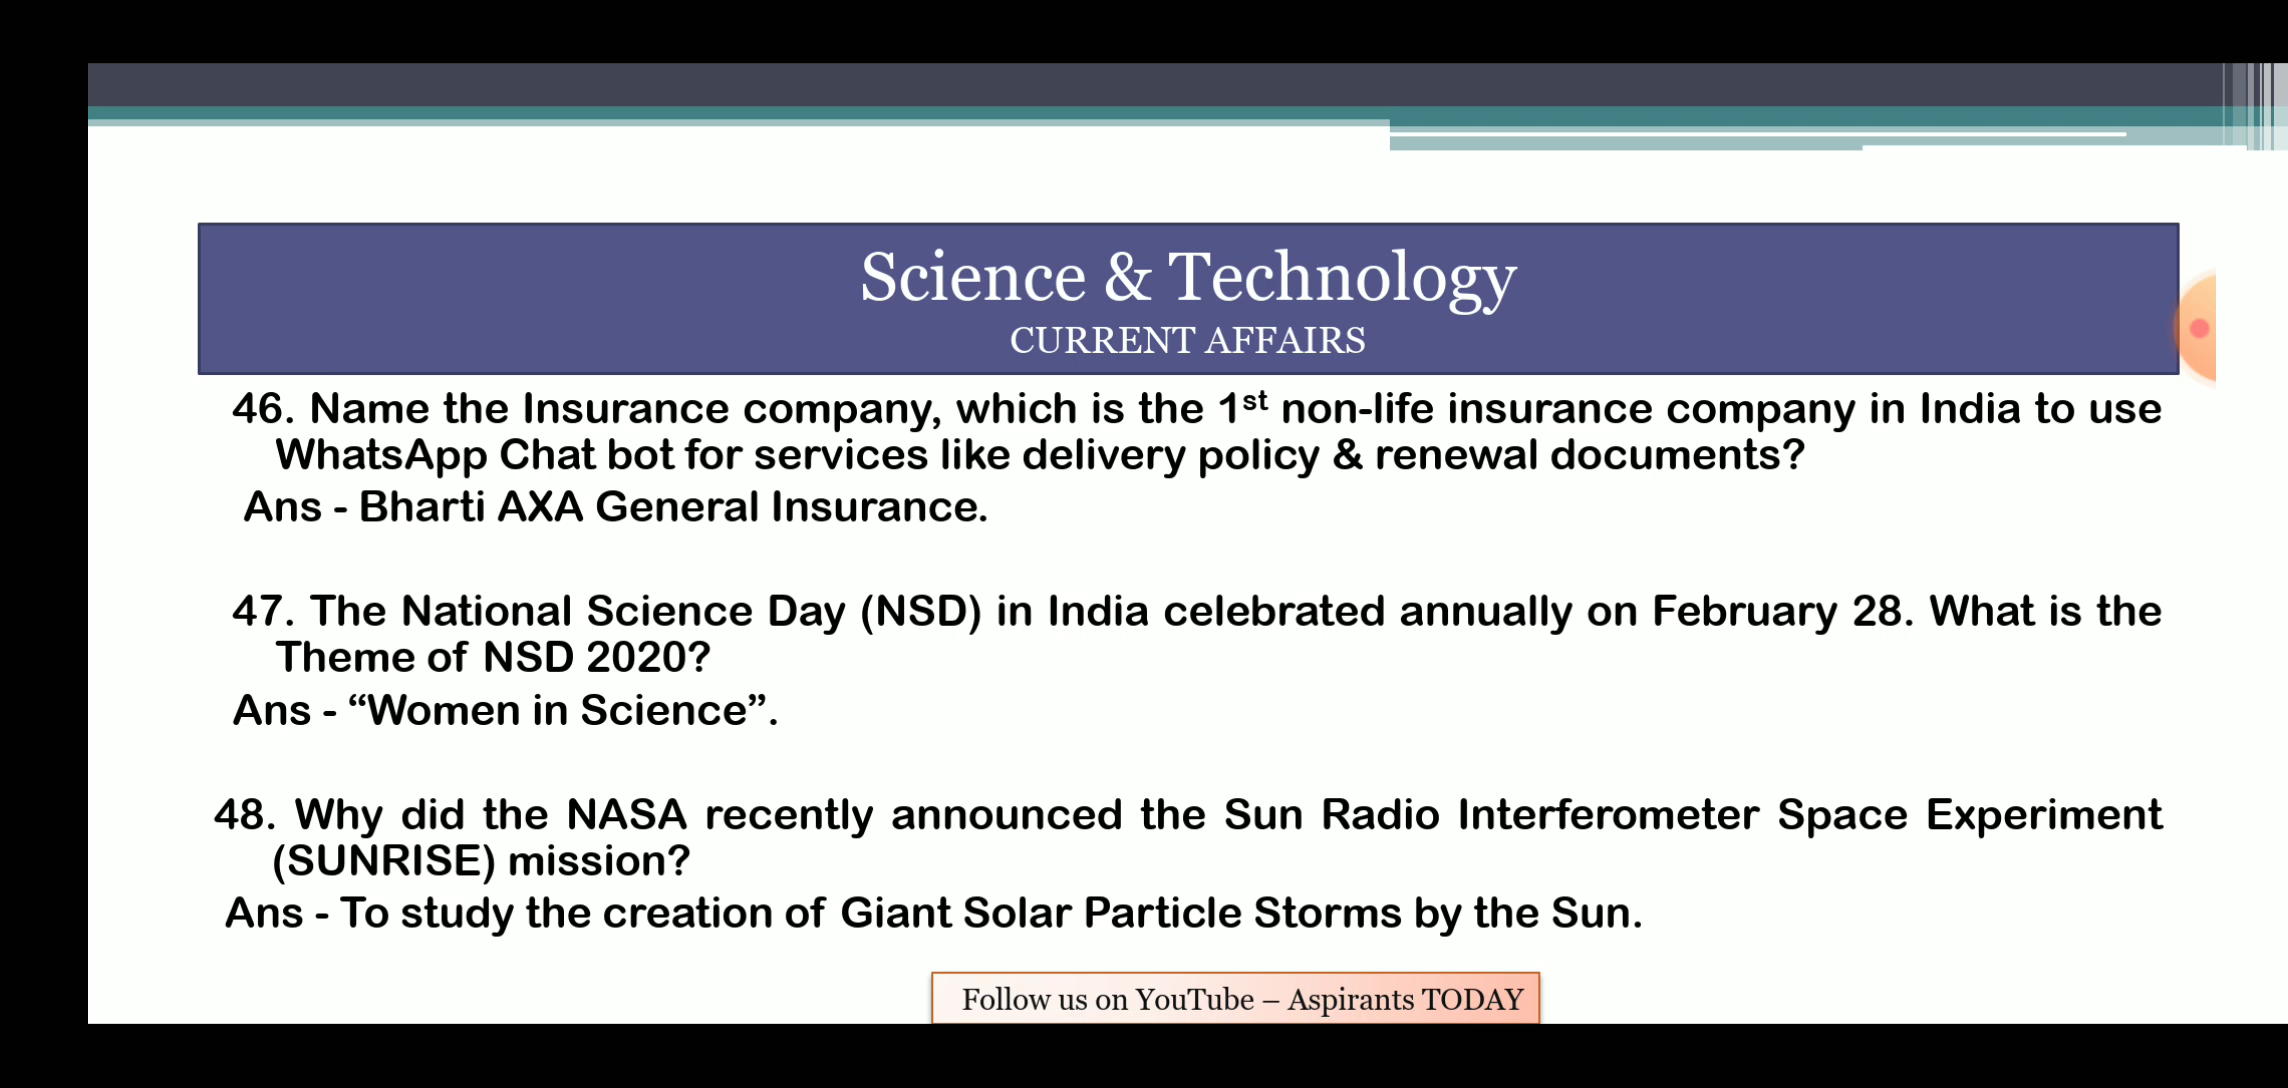 Science & Technology
CURRENT AFFAIRS
46. Name the Insurance company, which is the 1st non-life insurance company in India to use
WhatsApp Chat bot for services like delivery policy & renewal documents?
Ans - Bharti AXA General Insurance.
47. The National Science Day (NSD) in India celebrated annually on February 28. What is the
Theme of NSD 2020?
Ans - “Women in Science”.
48. Why did the NASA recently announced the Sun Radio Interferometer Space Experiment
(SUNRISE) mission?
Ans - To study the creation of Giant Solar Particle Storms by the Sun.
Follow us on YouTube – Aspirants TODAY